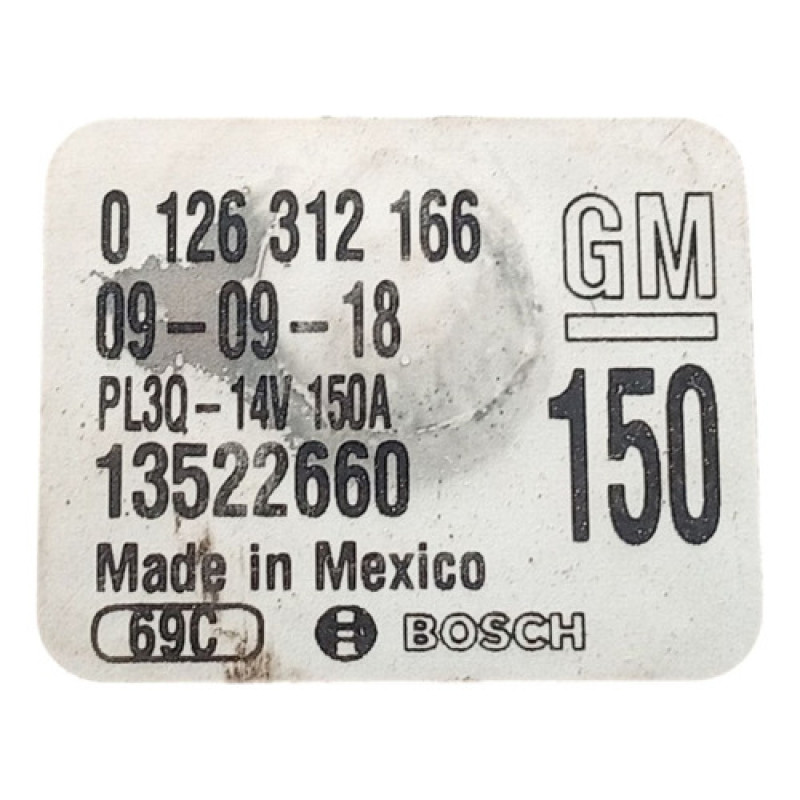 0 126 312 166
GM
09-09-18
PL3Q-14V 150A
150
13522660
Made in Mexico
69C
BOSCH